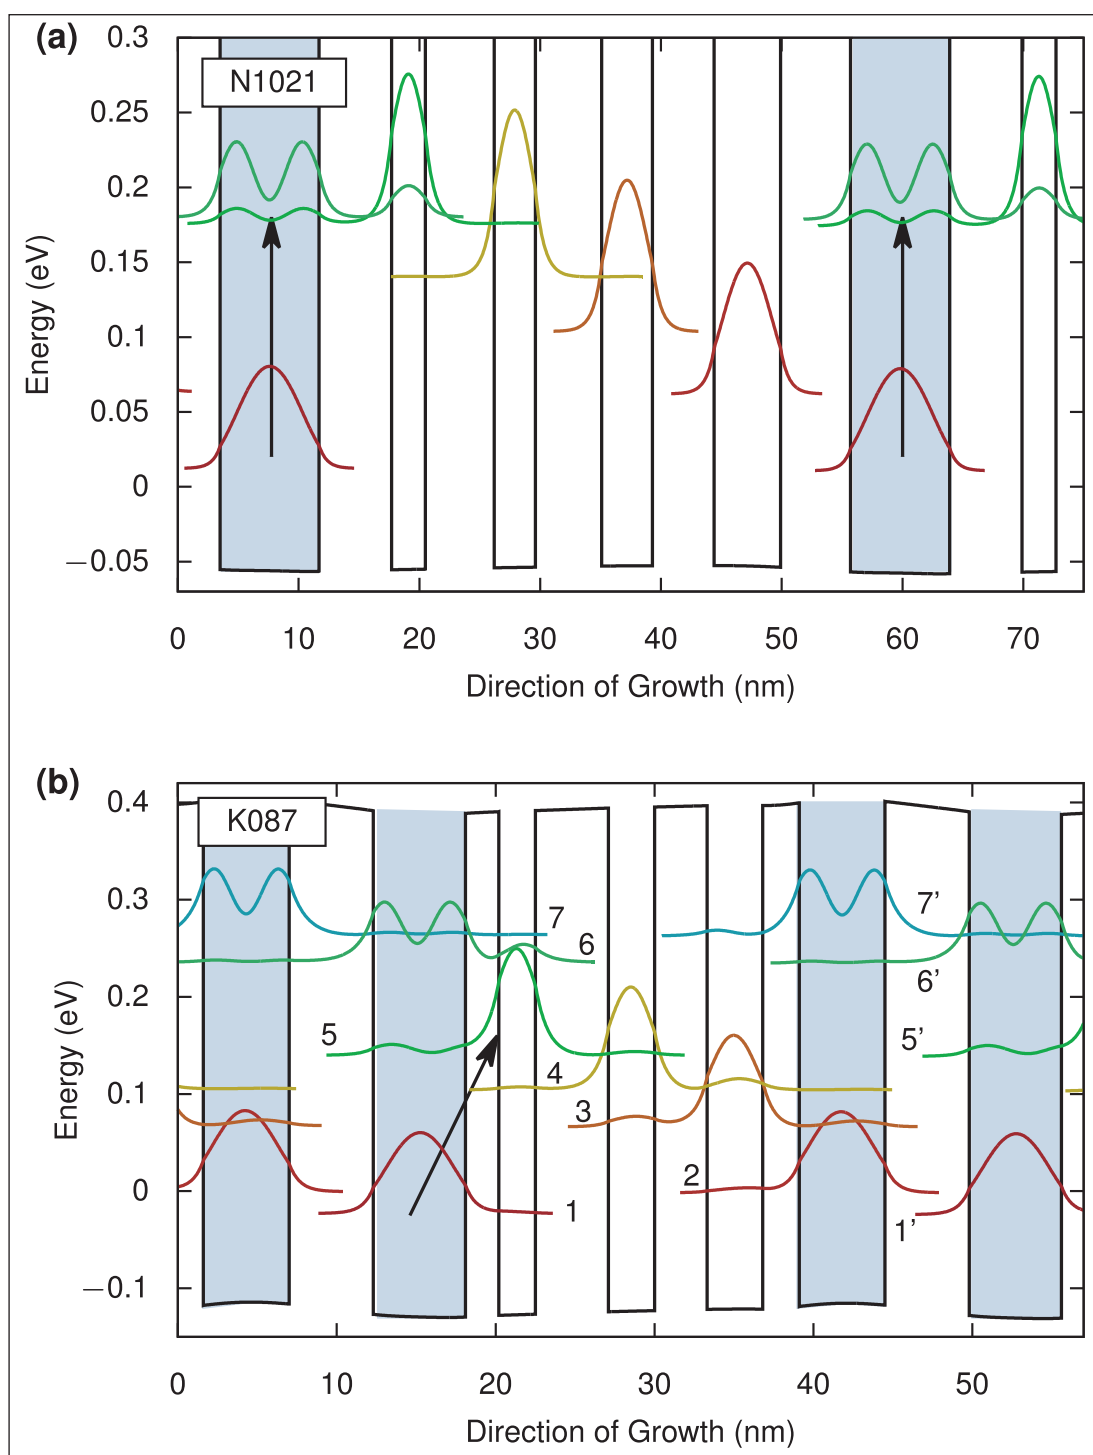 (a)
N1021
0.3
0.25
0.2
0.15
0.1
0.05
0
−0.05
Energy (eV)
0 10 20 30 40 50 60 70
Direction of Growth (nm)
(b)
K087
0.4
0.3
0.2
0.1
0
−0.1
Energy (eV)
7
6
5
4
3
2
1
7'
6'
5'
1'
0 10 20 30 40 50
Direction of Growth (nm)